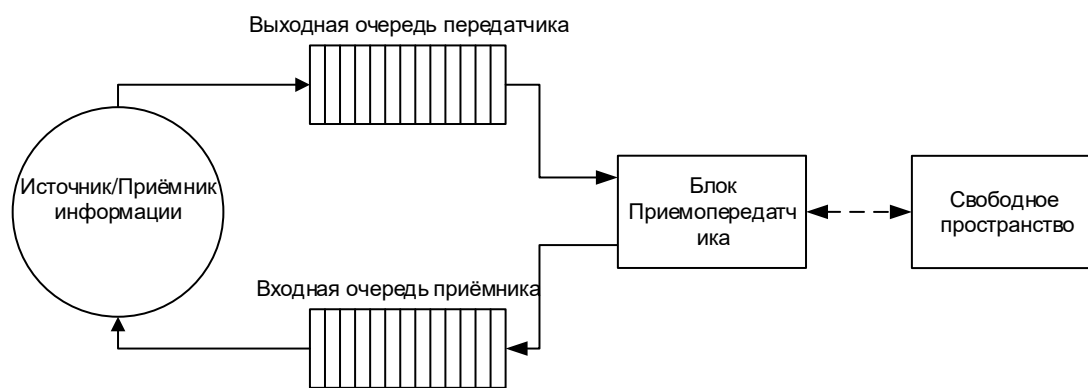 Выходная очередь передатчика
Источник/Приёмник
информации
Блок
Приемопередатч
ика
Свободное
пространство
Входная очередь приёмника